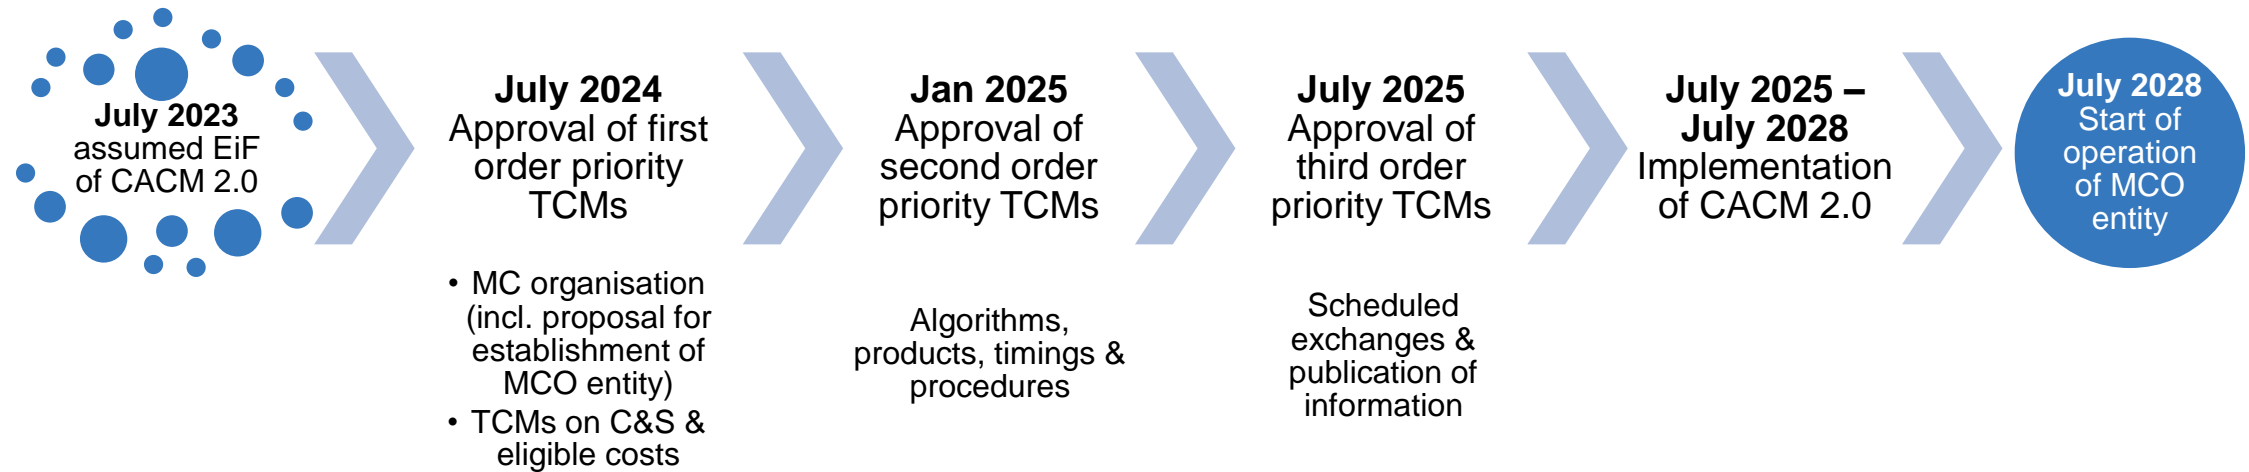 July 2023
assumed EiF
of CACM 2.0
July 2024
Approval of first
order priority
TCMs
• MC organisation
(incl. proposal for
establishment of
MCO entity)
• TCMs on C&S &
eligible costs
Jan 2025
Approval of
second order
priority TCMs
Algorithms,
products, timings &
procedures
July 2025
Approval of
third order
priority TCMs
Scheduled
exchanges &
publication of
information
July 2025 –
July 2028
Implementation
of CACM 2.0
July 2028
Start of
operation
of MCO
entity